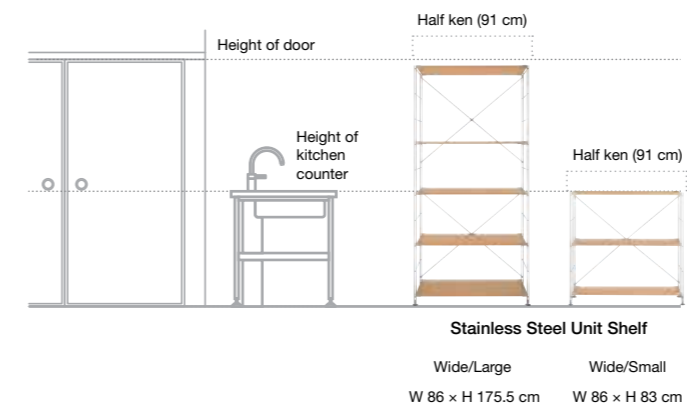 Half ken (91 cm)
Height of door
Height of
kitchen
counter
Half ken (91 cm)
Stainless Steel Unit Shelf
Wide/Large
W 86 × H 175.5 cm
Wide/Small
W 86 × H 83 cm